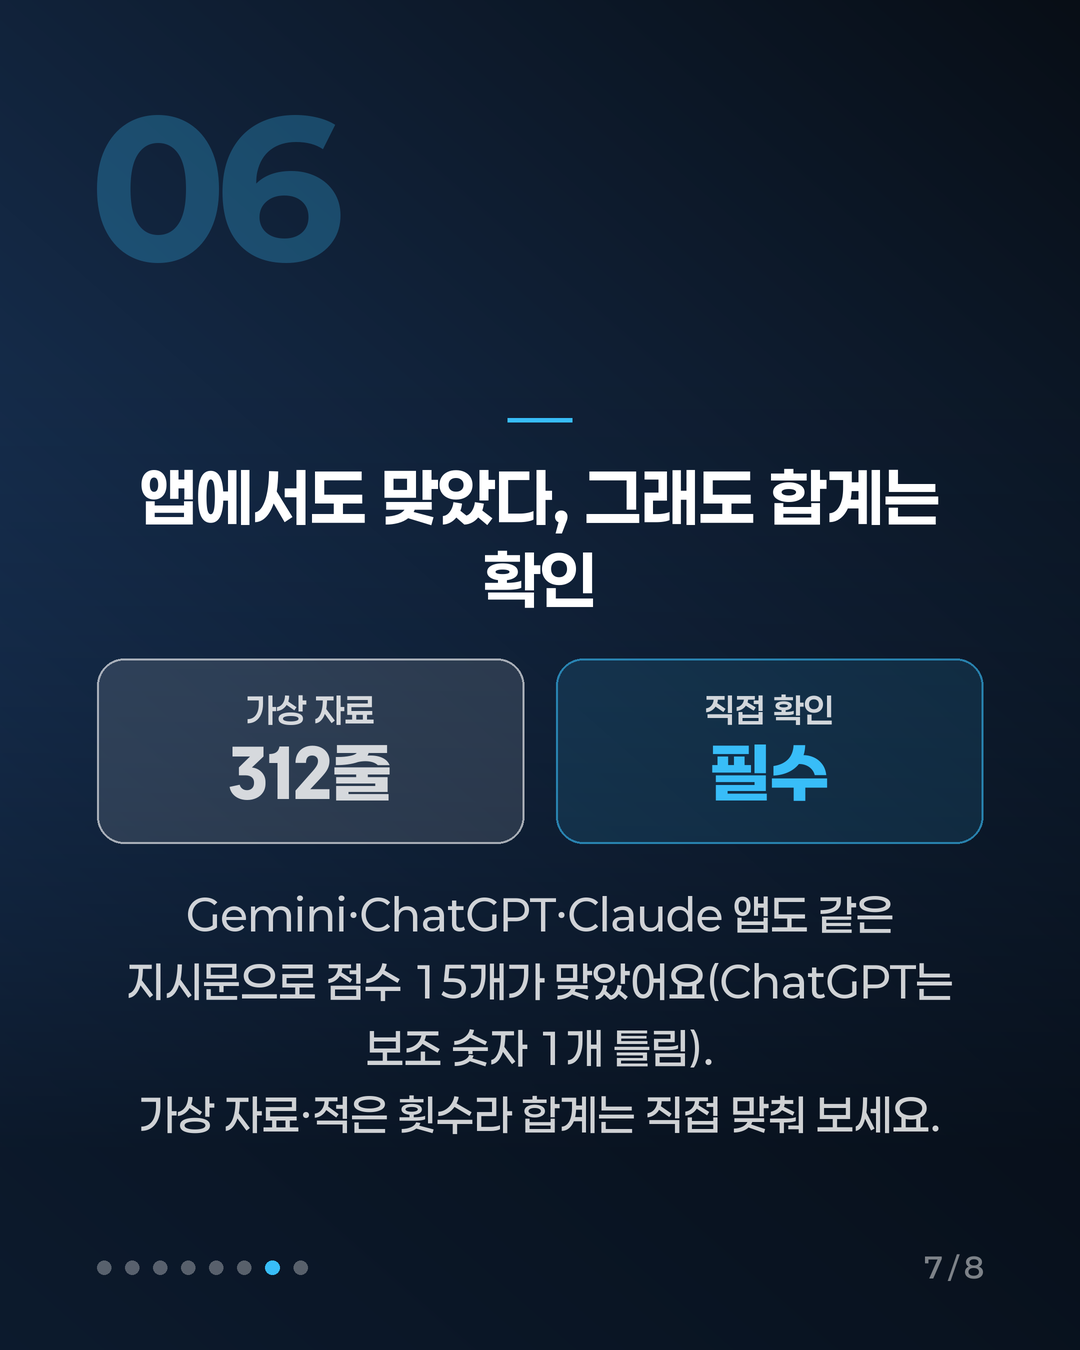 06
앱에서도 맞았다, 그래도 합계는
확인
가상 자료
312줄
직접 확인
필수
Gemini·ChatGPT·Claude 앱도 같은
지시문으로 점수 15개가 맞았어요(ChatGPT는
보조 숫자 1개 틀림).
가상 자료·적은 횟수라 합계는 직접 맞춰 보세요.
7/8